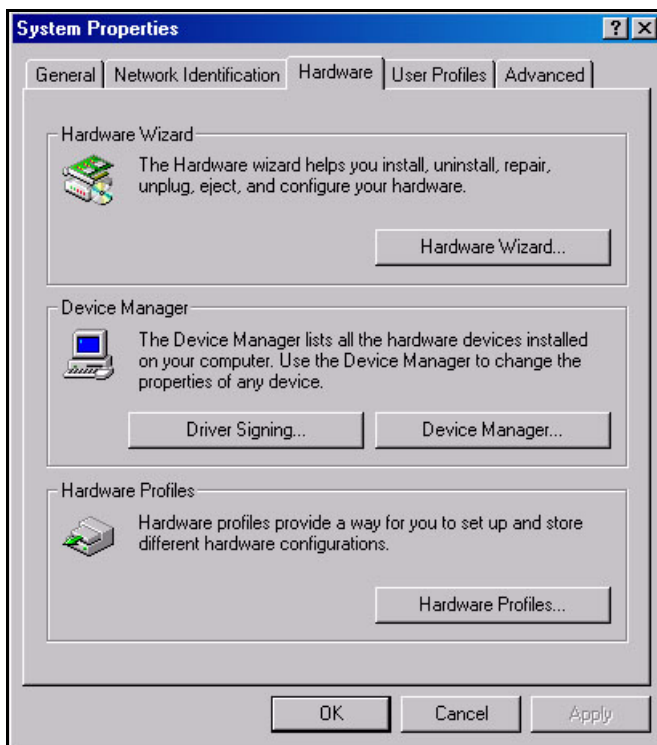 System Properties
General
Network Identification
Hardware
User Profiles
Advanced
Hardware Wizard
The Hardware wizard helps you install, uninstall, repair,
unplug, eject, and configure your hardware.
Hardware Wizard...
Device Manager
The Device Manager lists all the hardware devices installed
on your computer. Use the Device Manager to change the
properties of any device.
Driver Signing...
Device Manager...
Hardware Profiles
Hardware profiles provide a way for you to set up and store
different hardware configurations.
Hardware Profiles...
OK
Cancel
Apply